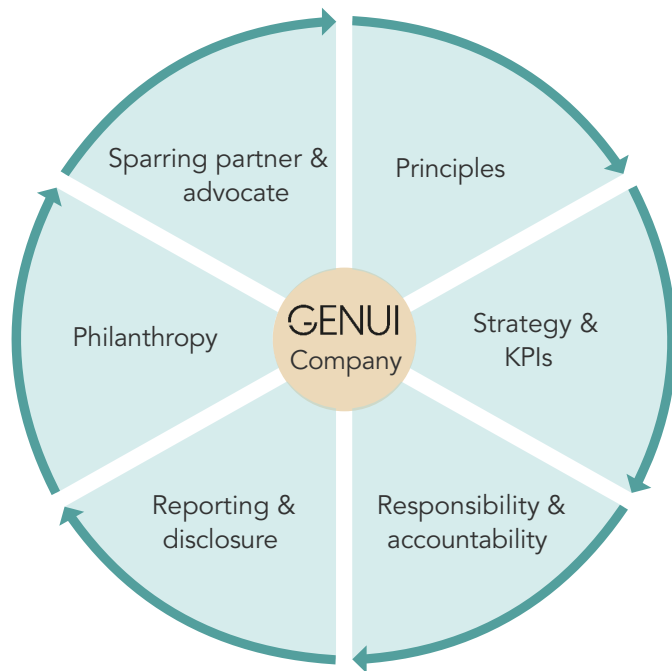 Sparring partner &
advocate
Principles
Philanthropy
GENUI
Company
Strategy &
KPIs
Reporting &
disclosure
Responsibility &
accountability